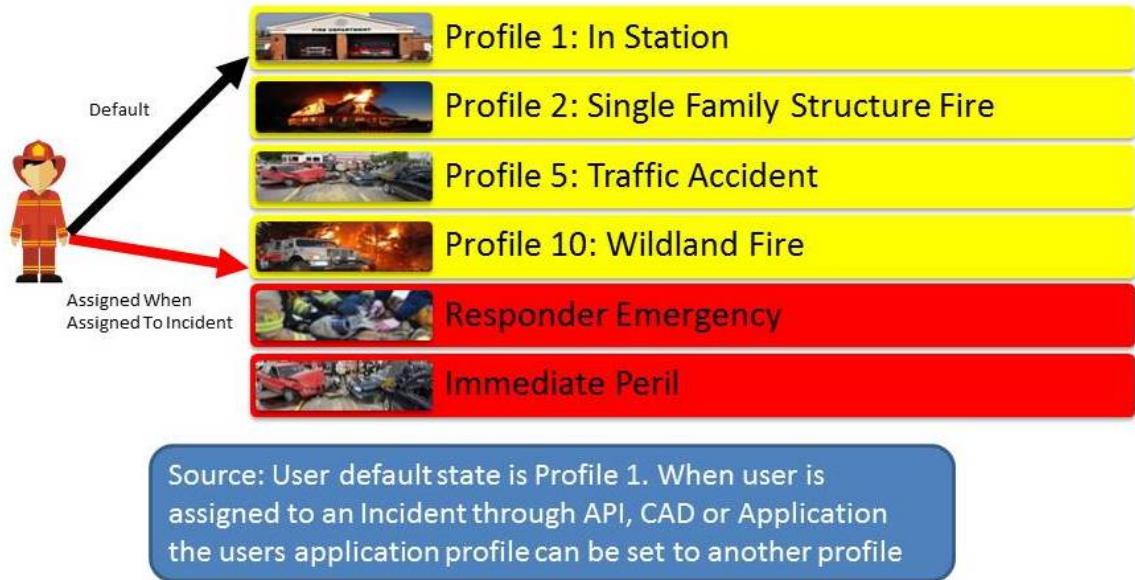 FIRE DEPARTMENT
Profile 1: In Station
Default
Profile 2: Single Family Structure Fire
Profile 5: Traffic Accident
Profile 10: Wildland Fire
Assigned When
Assigned To Incident
Responder Emergency
Immediate Peril
Source: User default state is Profile 1. When user is
assigned to an Incident through API, CAD or Application
the users application profile can be set to another profile